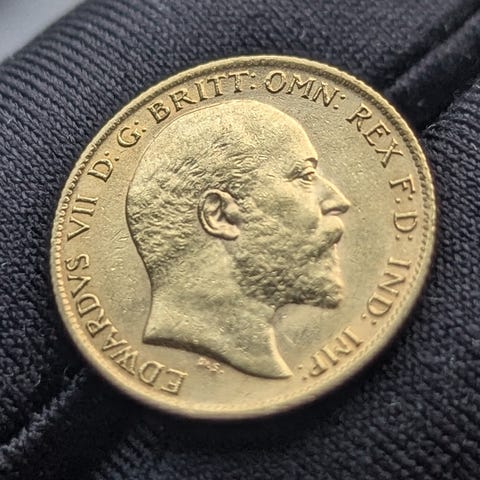 EDWARDVS VII D: G: BRITT: OMN: REX F: D: IND: IMP: